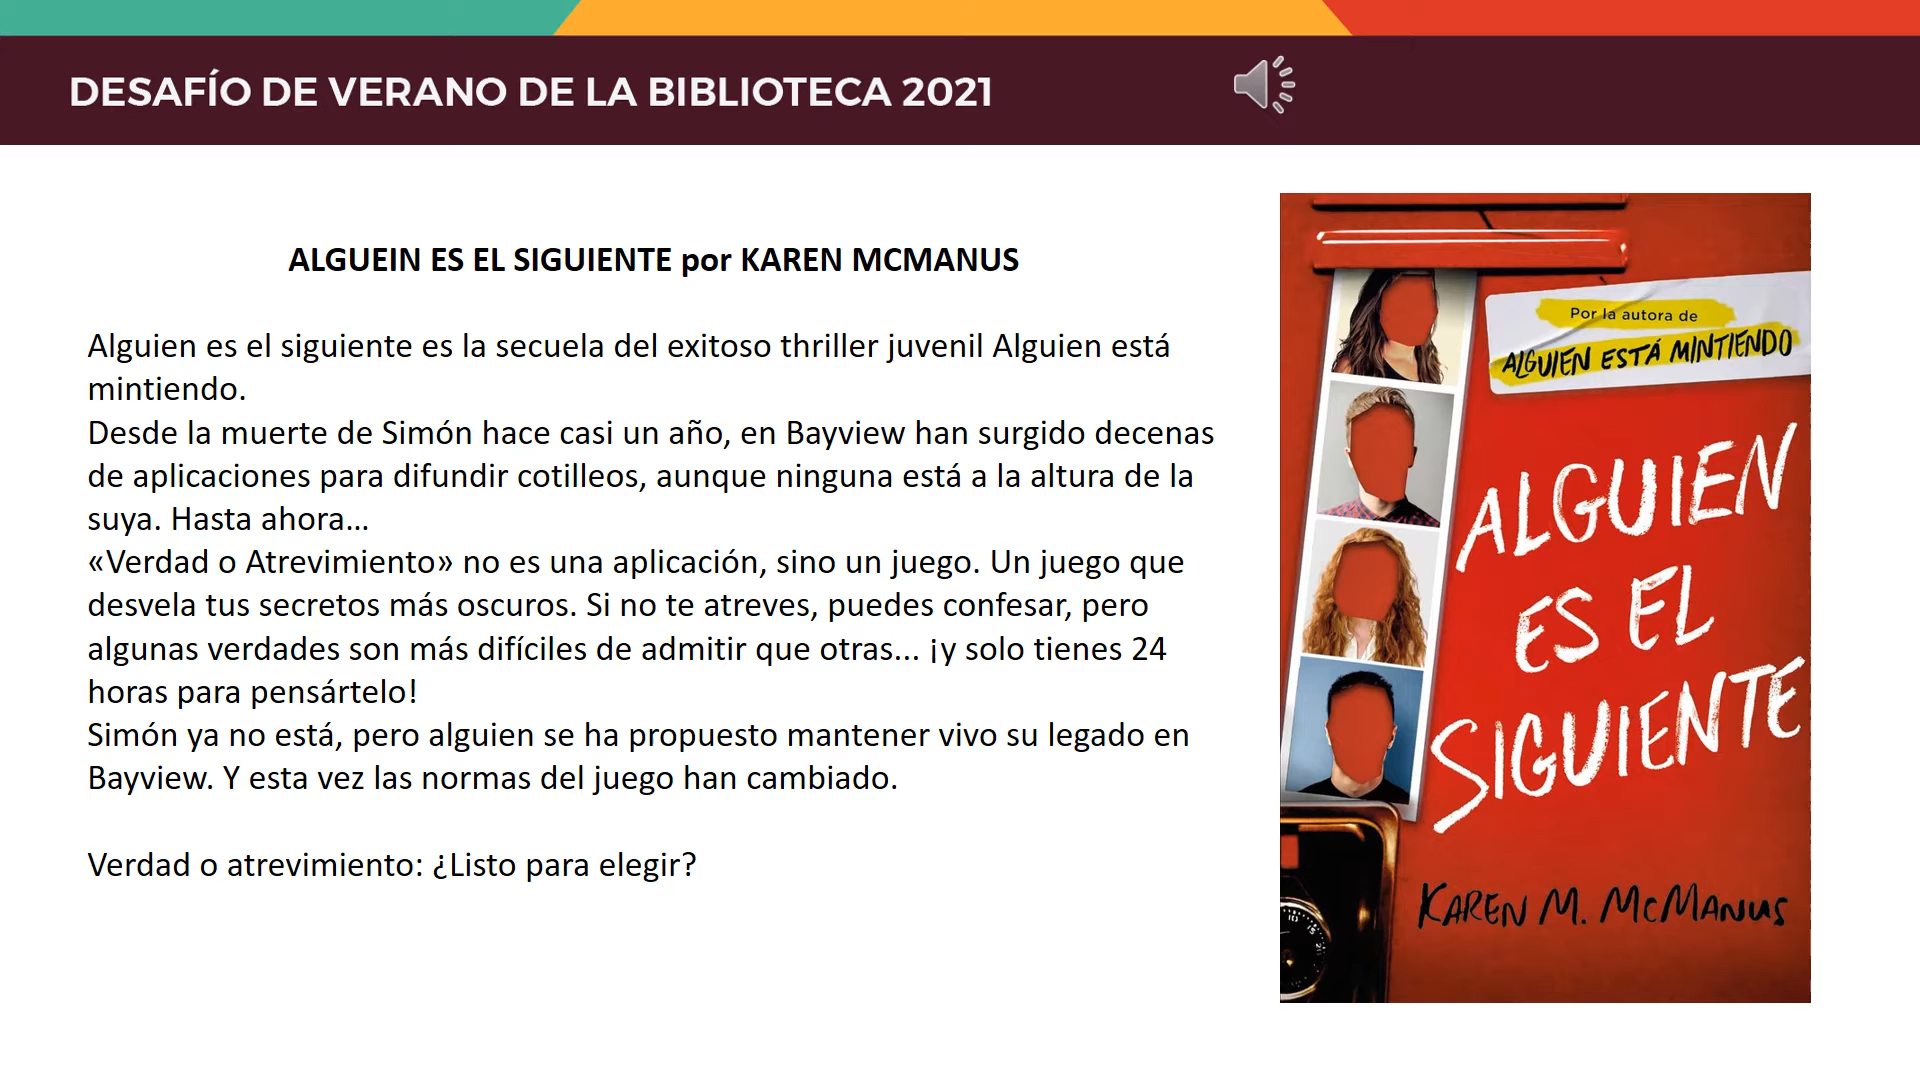 DESAFÍO DE VERANO DE LA BIBLIOTECA 2021
ALGUEIN ES EL SIGUIENTE por KAREN MCMANUS
Alguien es el siguiente es la secuela del exitoso thriller juvenil Alguien está
mintiendo.
Desde la muerte de Simón hace casi un año, en Bayview han surgido decenas
de aplicaciones para difundir cotilleos, aunque ninguna está a la altura de la
suya. Hasta ahora...
«Verdad o Atrevimiento» no es una aplicación, sino un juego. Un juego que
desvela tus secretos más oscuros. Si no te atreves, puedes confesar, pero
algunas verdades son más difíciles de admitir que otras... ¡y solo tienes 24
horas para pensártelo!
Simón ya no está, pero alguien se ha propuesto mantener vivo su legado en
Bayview. Y esta vez las normas del juego han cambiado.
Verdad o atrevimiento: ¿Listo para elegir?
Por la autora de
ALGUIEN ESTÁ MINTIENDO
ALGUIEN
ES EL
SIGUIENTE
KAREN M. MCMANUS